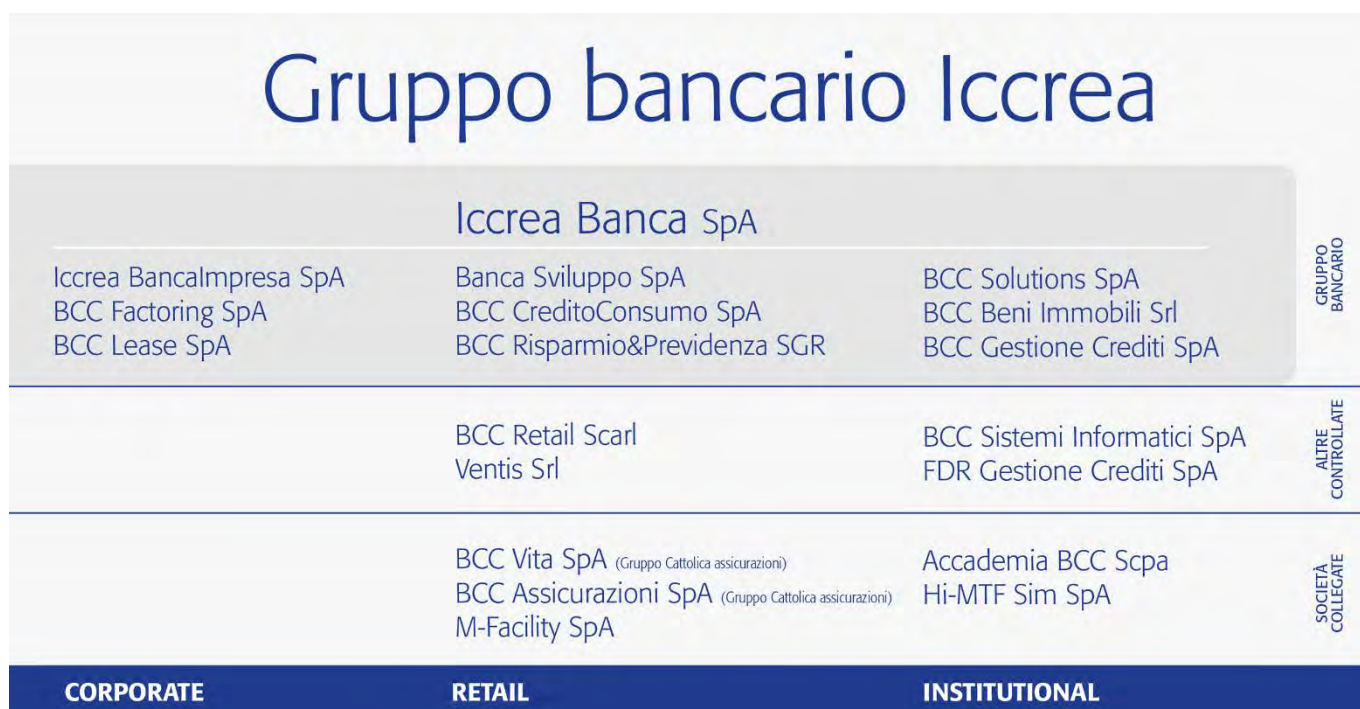 Gruppo bancario Iccrea
Iccrea Banca SpA
Iccrea BancaImpresa SpA
BCC Factoring SpA
BCC Lease SpA
Banca Sviluppo SpA
BCC CreditoConsumo SpA
BCC Risparmio&Previdenza SGR
BCC Solutions SpA
BCC Beni Immobili Srl
BCC Gestione Crediti SpA
GRUPPO
BANCARIO
BCC Retail Scarl
Ventis Srl
BCC Sistemi Informatici SpA
FDR Gestione Crediti SpA
ALTRE
CONTROLLATE
BCC Vita SpA (Gruppo Cattolica assicurazioni)
BCC Assicurazioni SpA (Gruppo Cattolica assicurazioni)
M-Facility SpA
Accademia BCC Scpa
Hi-MTF Sim SpA
SOCIETÀ
COLLEGATE
CORPORATE
RETAIL
INSTITUTIONAL